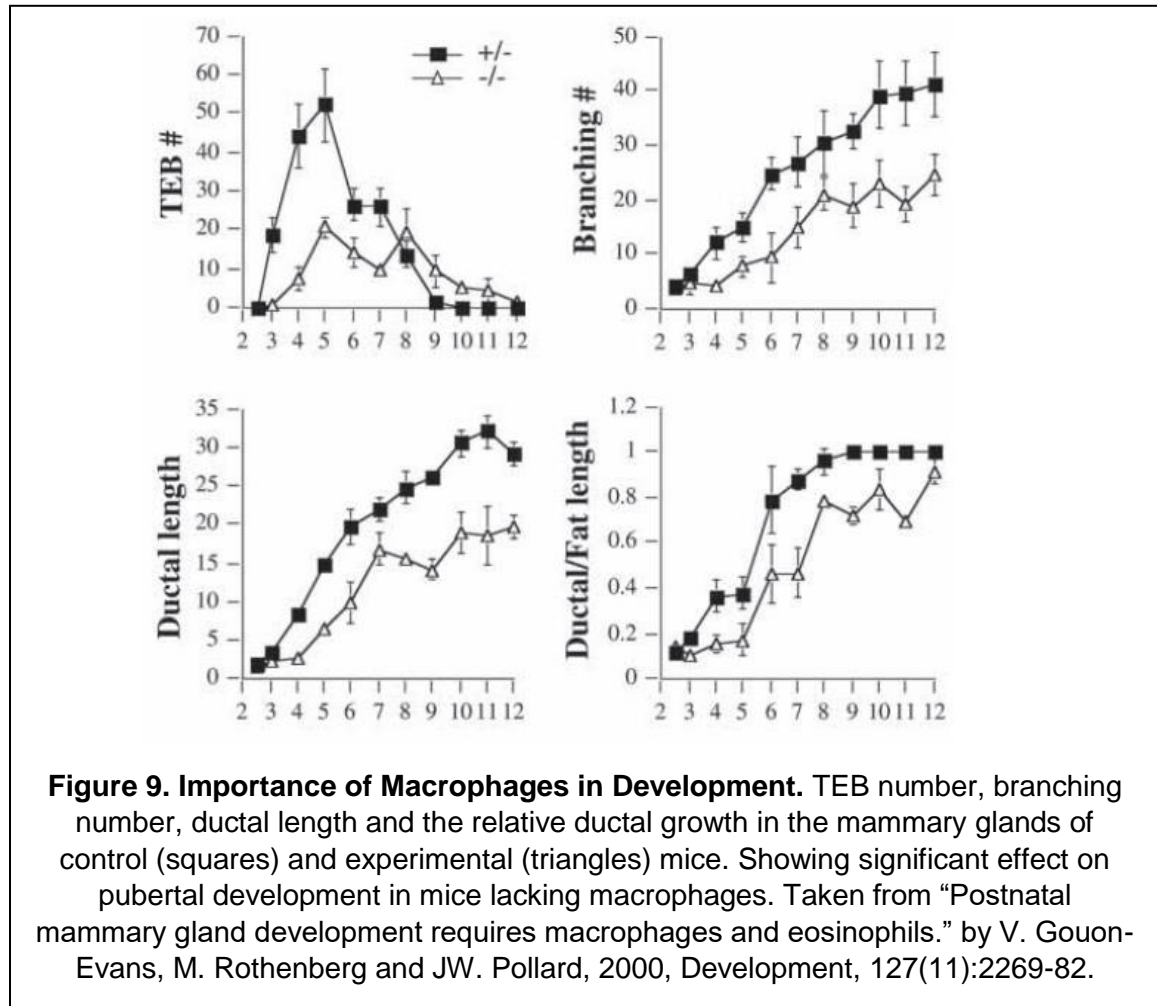 70
60
50
40
30
20
10
0
TEB #
+/-
-/-
2 3 4 5 6 7 8 9 10 11 12
50
40
30
20
10
0
Branching #
2 3 4 5 6 7 8 9 10 11 12
35
30
25
20
15
10
5
0
Ductal length
2 3 4 5 6 7 8 9 10 11 12
1.2
1
0.8
0.6
0.4
0.2
0
Ductal/Fat length
2 3 4 5 6 7 8 9 10 11 12
Figure 9. Importance of Macrophages in Development. TEB number, branching
number, ductal length and the relative ductal growth in the mammary glands of
control (squares) and experimental (triangles) mice. Showing significant effect on
pubertal development in mice lacking macrophages. Taken from “Postnatal
mammary gland development requires macrophages and eosinophils.” by V. Gouon-
Evans, M. Rothenberg and JW. Pollard, 2000, Development, 127(11):2269-82.